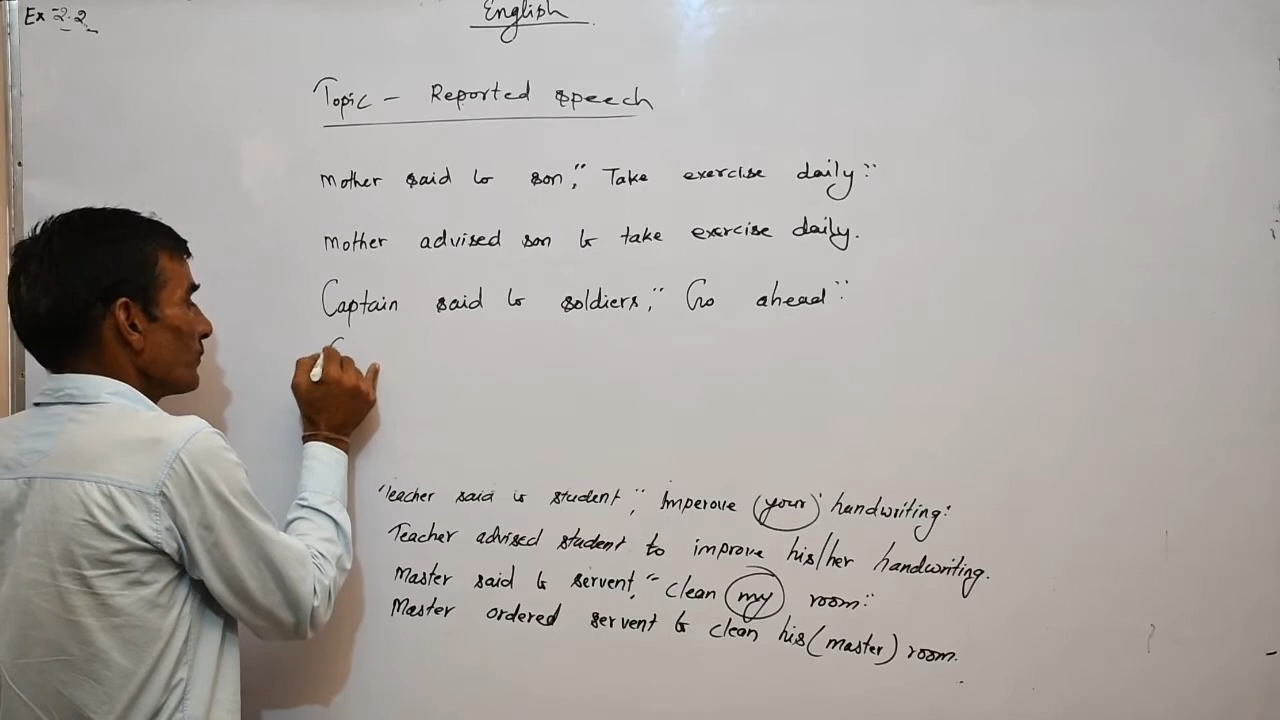 Ex-2.2
English
Topic - Reported speech
Mother said to son," Take exercise daily."
Mother advised son to take exercise daily.
Captain said to soldiers," Go ahead"
C
Teacher said to student," Imperove your handwriting."
Teacher advised student to improve his/her handwriting.
Master said to servent," clean my room."
Master ordered servent to clean his(master) room.